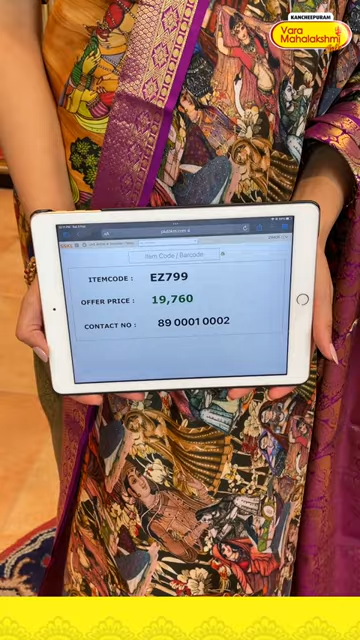 KANCHEEPURAM
Vara
Mahalakshmi
Item Code / Barcode
ITEMCODE : EZ799
OFFER PRICE : 19,760
CONTACT NO : 89 0001 0002